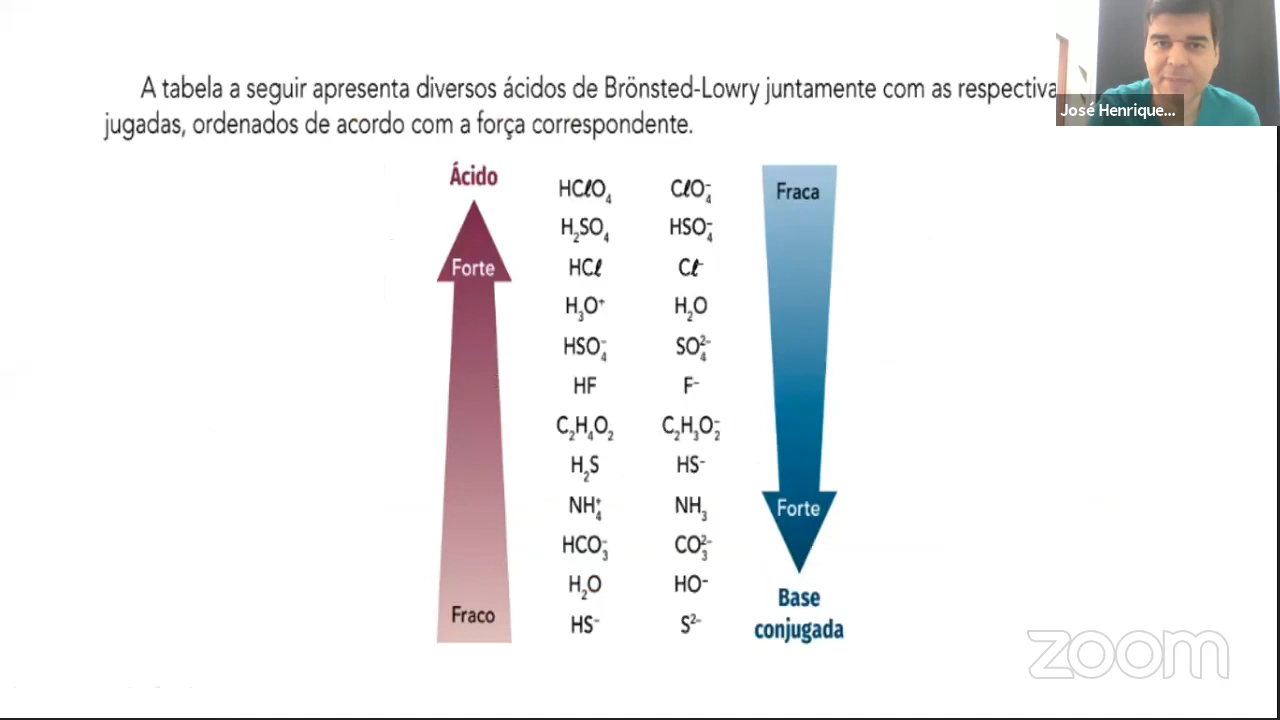 A tabela a seguir apresenta diversos ácidos de Brönsted-Lowry juntamente com as respectiva
jugadas, ordenados de acordo com a força correspondente.
José Henrique...
Ácido
Forte
Fraco
HCℓO₄ CℓO₄⁻
H₂SO₄ HSO₄⁻
HCℓ Cℓ⁻
H₃O⁺ H₂O
HSO₄⁻ SO₄²⁻
HF F⁻
C₂H₄O₂ C₂H₃O₂⁻
H₂S HS⁻
NH₄⁺ NH₃
HCO₃⁻ CO₃²⁻
H₂O HO⁻
HS⁻ S²⁻
Fraca
Forte
Base
conjugada
zoom